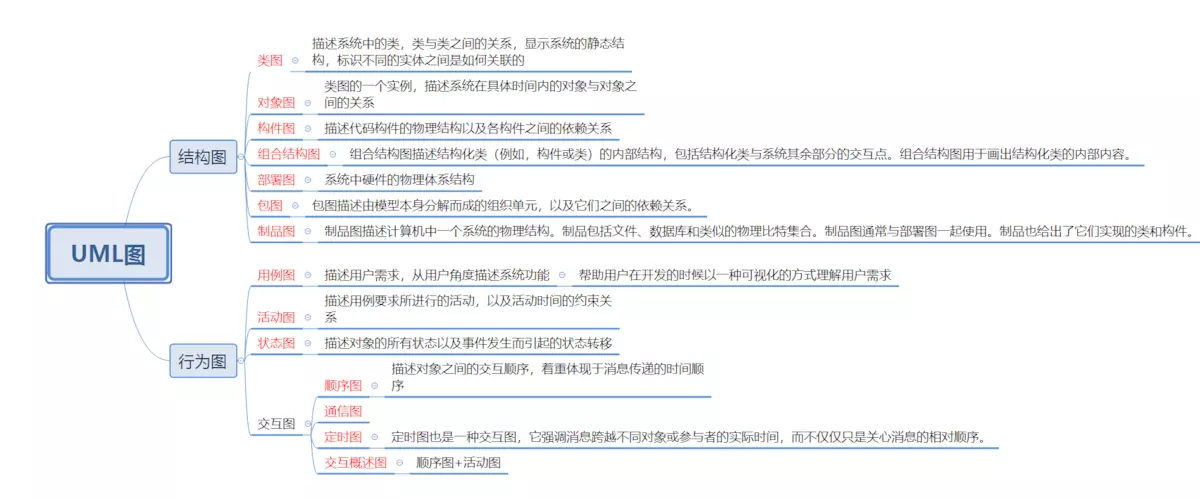 UML图
结构图
类图
描述系统中的类，类与类之间的关系，显示系统的静态结
构，标识不同的实体之间是如何关联的
对象图
类图的一个实例，描述系统在具体时间内的对象与对象之
间的关系
构件图
描述代码构件的物理结构以及各构件之间的依赖关系
组合结构图
组合结构图描述结构化类（例如，构件或类）的内部结构，包括结构化类与系统其余部分的交互点。组合结构图用于画出结构化类的内部内容。
部署图
系统中硬件的物理体系结构
包图
包图描述由模型本身分解而成的组织单元，以及它们之间的依赖关系。
制品图
制品图描述计算机中一个系统的物理结构。制品包括文件、数据库和类似的物理比特集合。制品图通常与部署图一起使用。制品也给出了它们实现的类和构件。
行为图
用例图
描述用户需求，从用户角度描述系统功能
帮助用户在开发的时候以一种可视化的方式理解用户需求
活动图
描述用例要求所进行的活动，以及活动时间的约束关
系
状态图
描述对象的所有状态以及事件发生而引起的状态转移
交互图
顺序图
描述对象之间的交互顺序，着重体现于消息传递的时间顺
序
通信图
定时图
定时图也是一种交互图，它强调消息跨越不同对象或参与者的实际时间，而不仅仅只是关心消息的相对顺序。
交互概述图
顺序图+活动图